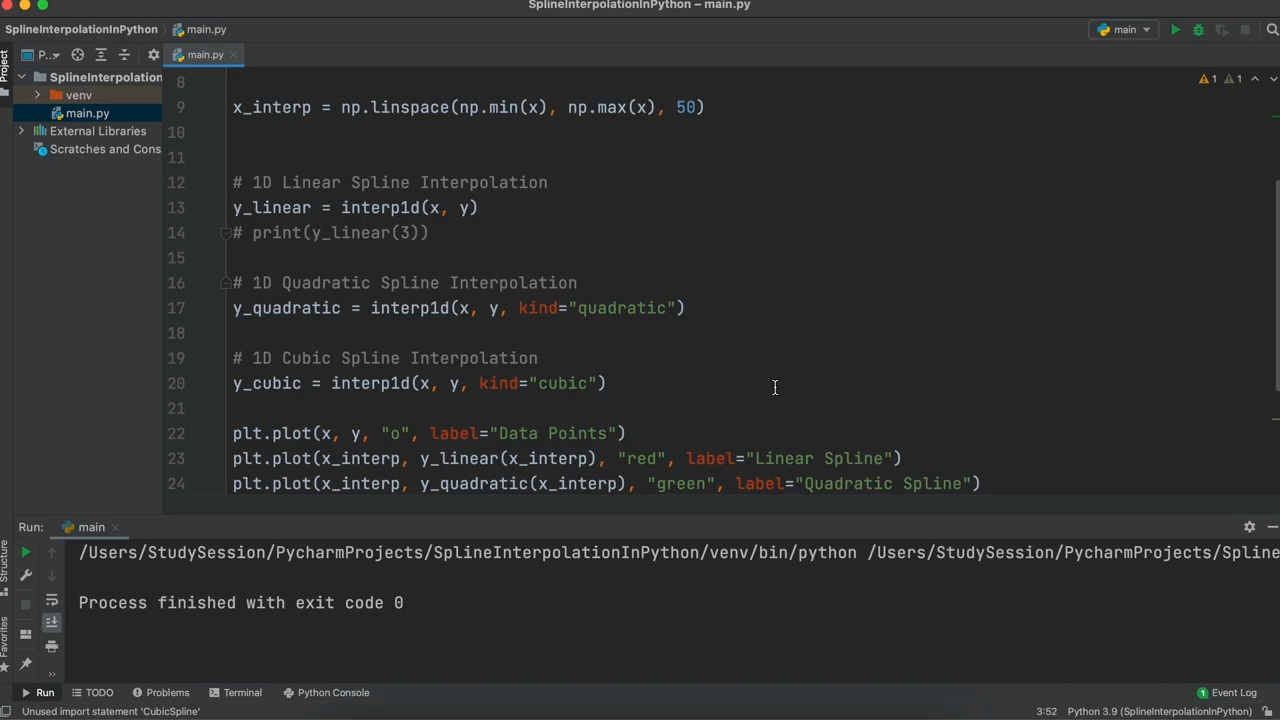 SplineInterpolationInPython – main.py
SplineInterpolationInPython
main.py
main
Project
P..
main.py
SplineInterpolation
venv
main.py
External Libraries
Scratches and Cons
1 1
8
9 x_interp = np.linspace(np.min(x), np.max(x), 50)
10
11
12 # 1D Linear Spline Interpolation
13 y_linear = interp1d(x, y)
14 # print(y_linear(3))
15
16 # 1D Quadratic Spline Interpolation
17 y_quadratic = interp1d(x, y, kind="quadratic")
18
19 # 1D Cubic Spline Interpolation
20 y_cubic = interp1d(x, y, kind="cubic")
21
22 plt.plot(x, y, "o", label="Data Points")
23 plt.plot(x_interp, y_linear(x_interp), "red", label="Linear Spline")
24 plt.plot(x_interp, y_quadratic(x_interp), "green", label="Quadratic Spline")
Run: main
/Users/StudySession/PycharmProjects/SplineInterpolationInPython/venv/bin/python /Users/StudySession/PycharmProjects/Spline
Process finished with exit code 0
Structure
Favorites
Run TODO Problems Terminal Python Console 1 Event Log
Unused import statement 'CubicSpline' 3:52 Python 3.9 (SplineInterpolationInPython)